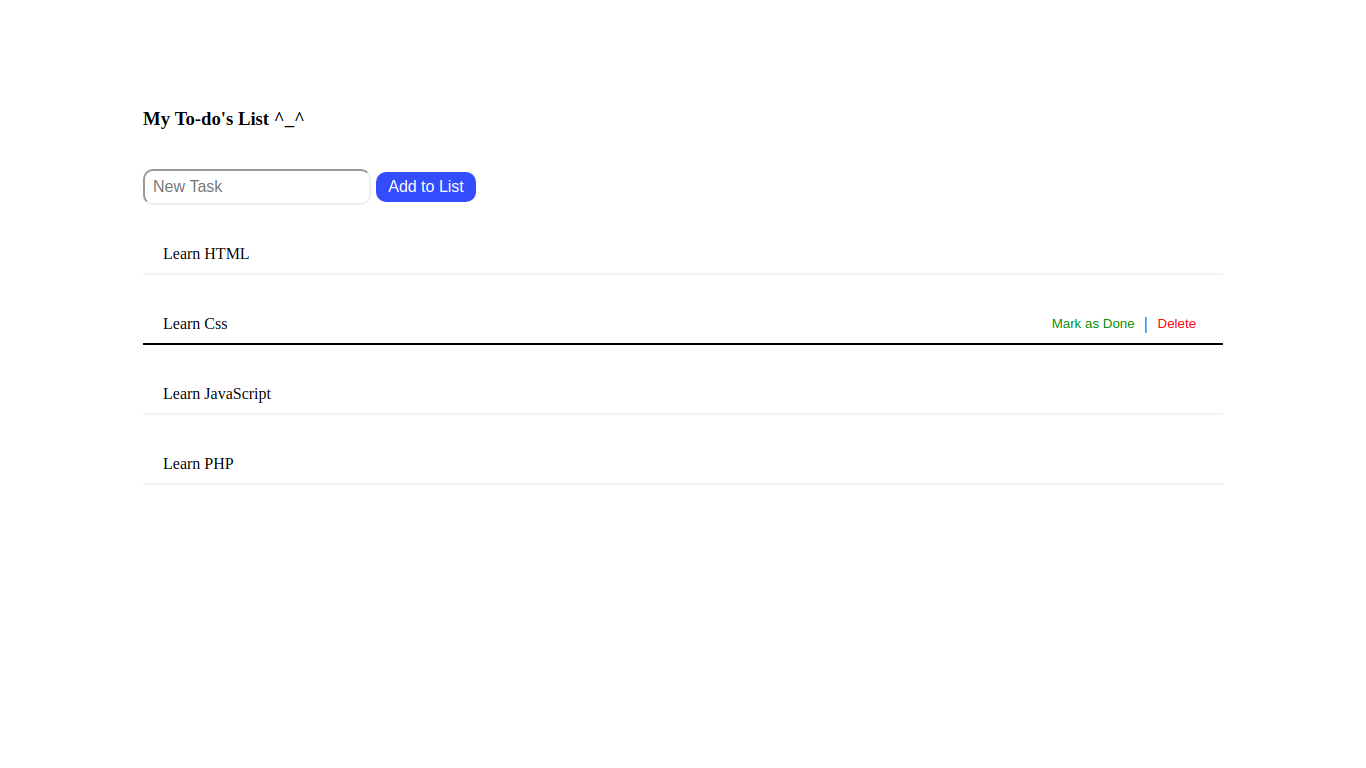 My To-do's List ^_^
New Task Add to List
Learn HTML
Learn Css Mark as Done | Delete
Learn JavaScript
Learn PHP